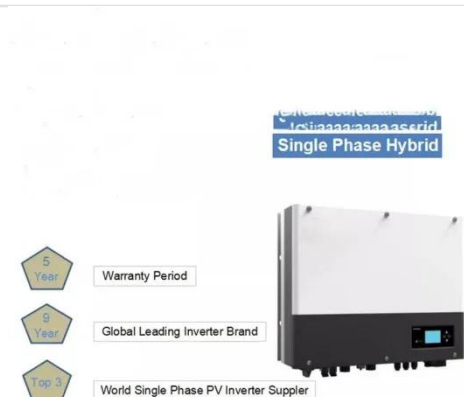 Single Phase Hybrid
5
Year
Warranty Period
9
Year
Global Leading Inverter Brand
Top 3
World Single Phase PV Inverter Suppler